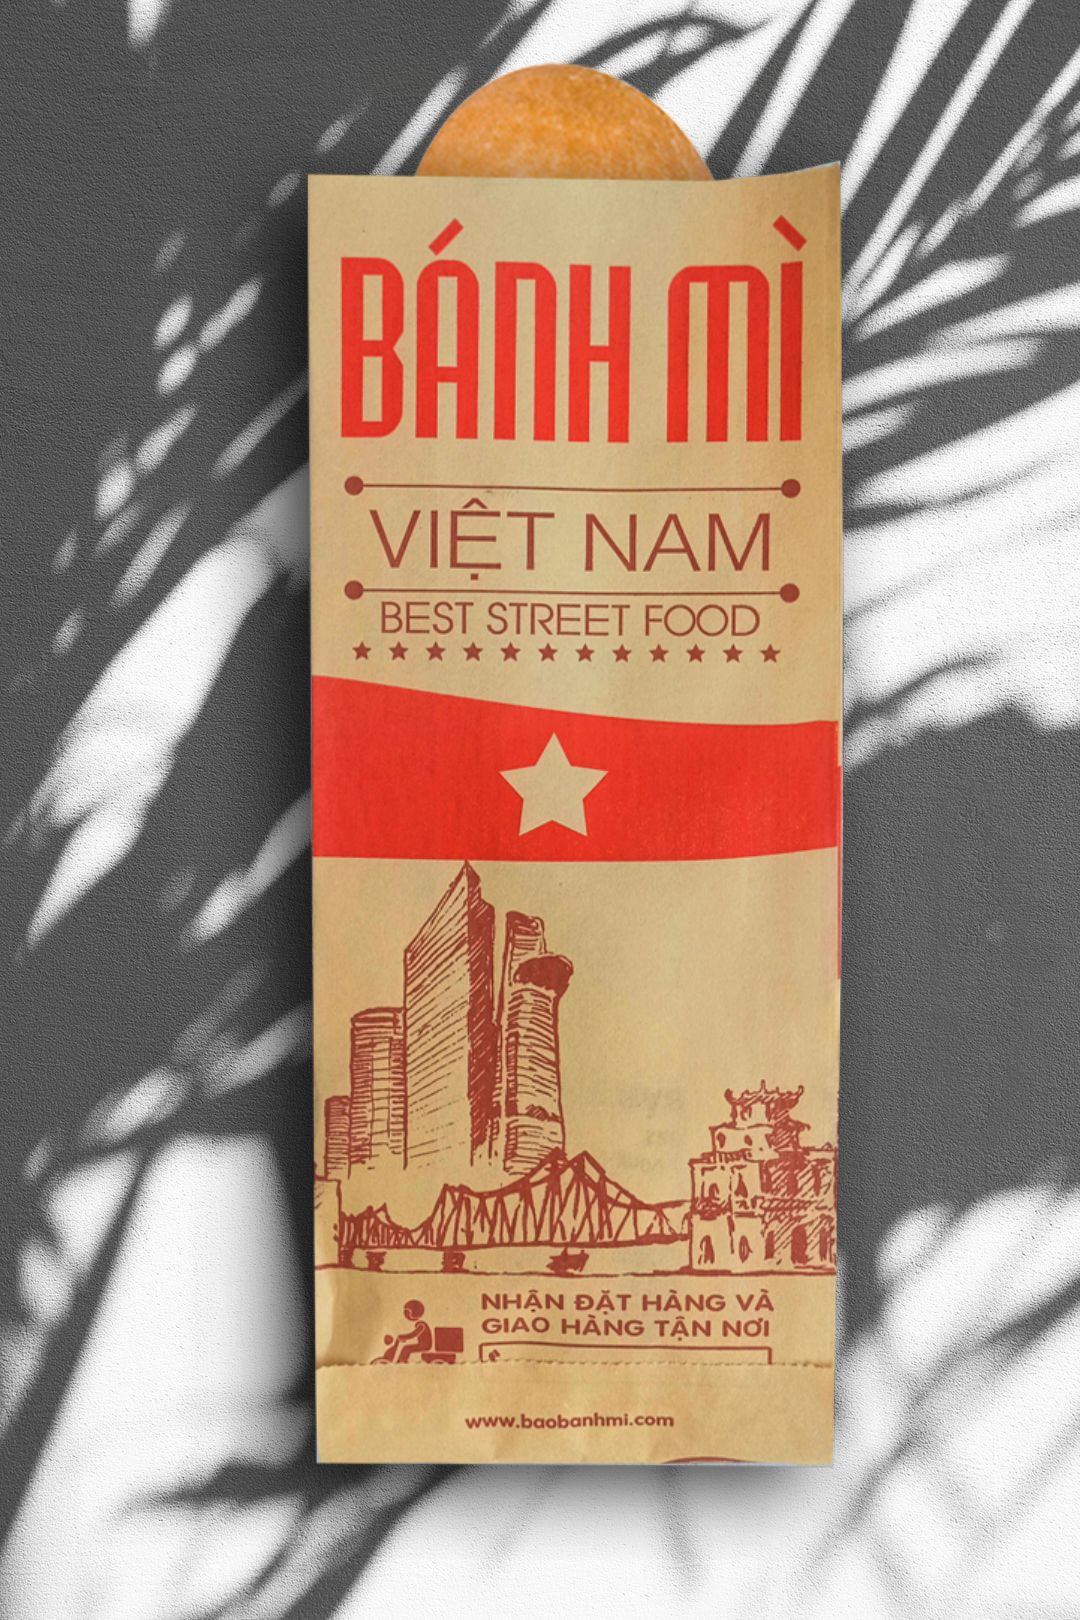 BÁNH MÌ
VIỆT NAM
BEST STREET FOOD
NHẬN ĐẶT HÀNG VÀ
GIAO HÀNG TẬN NƠI
www.baobanhmi.com